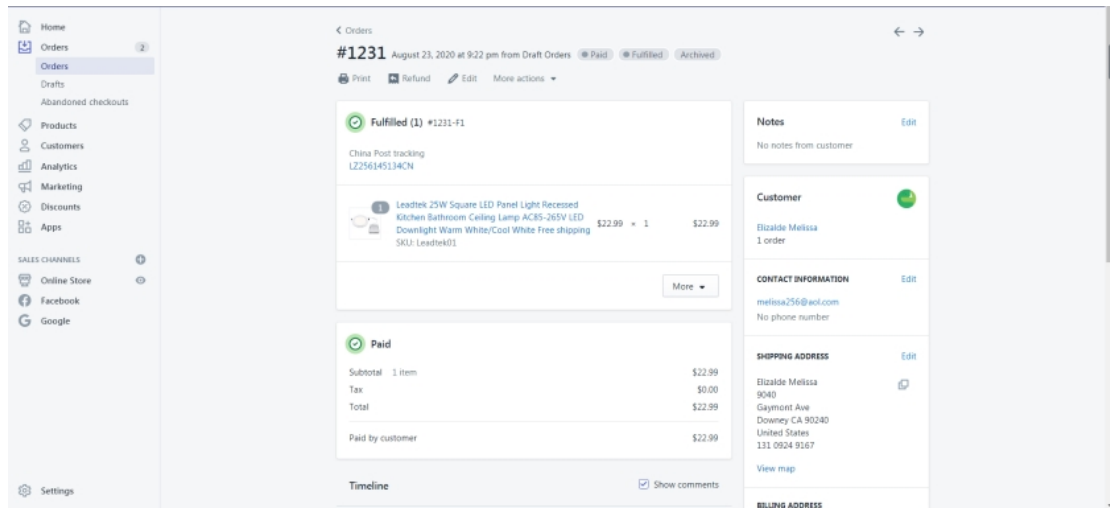 Home
Orders 2
Orders
Drafts
Abandoned checkouts
Products
Customers
Analytics
Marketing
Discounts
Apps
SALES CHANNELS
Online Store
Facebook
Google
Settings
Orders
#1231 August 23, 2020 at 9:22 pm from Draft Orders Paid Fulfilled Archived
Print Refund Edit More actions
Fulfilled (1) #1231-F1
China Post tracking
LZ256145134CN
1
Leadtek 25W Square LED Panel Light Recessed
Kitchen Bathroom Ceiling Lamp AC85-265V LED
Downlight Warm White/Cool White Free shipping
SKU: Leadtek01
$22.99 × 1 $22.99
More
Paid
Subtotal 1 item $22.99
Tax $0.00
Total $22.99
Paid by customer $22.99
Timeline Show comments
Notes Edit
No notes from customer
Customer
Elizalde Melissa
1 order
CONTACT INFORMATION Edit
melissa256@aol.com
No phone number
SHIPPING ADDRESS Edit
Elizalde Melissa
9040
Gaymont Ave
Downey CA 90240
United States
131 0924 9167
View map
BILLING ADDRESS